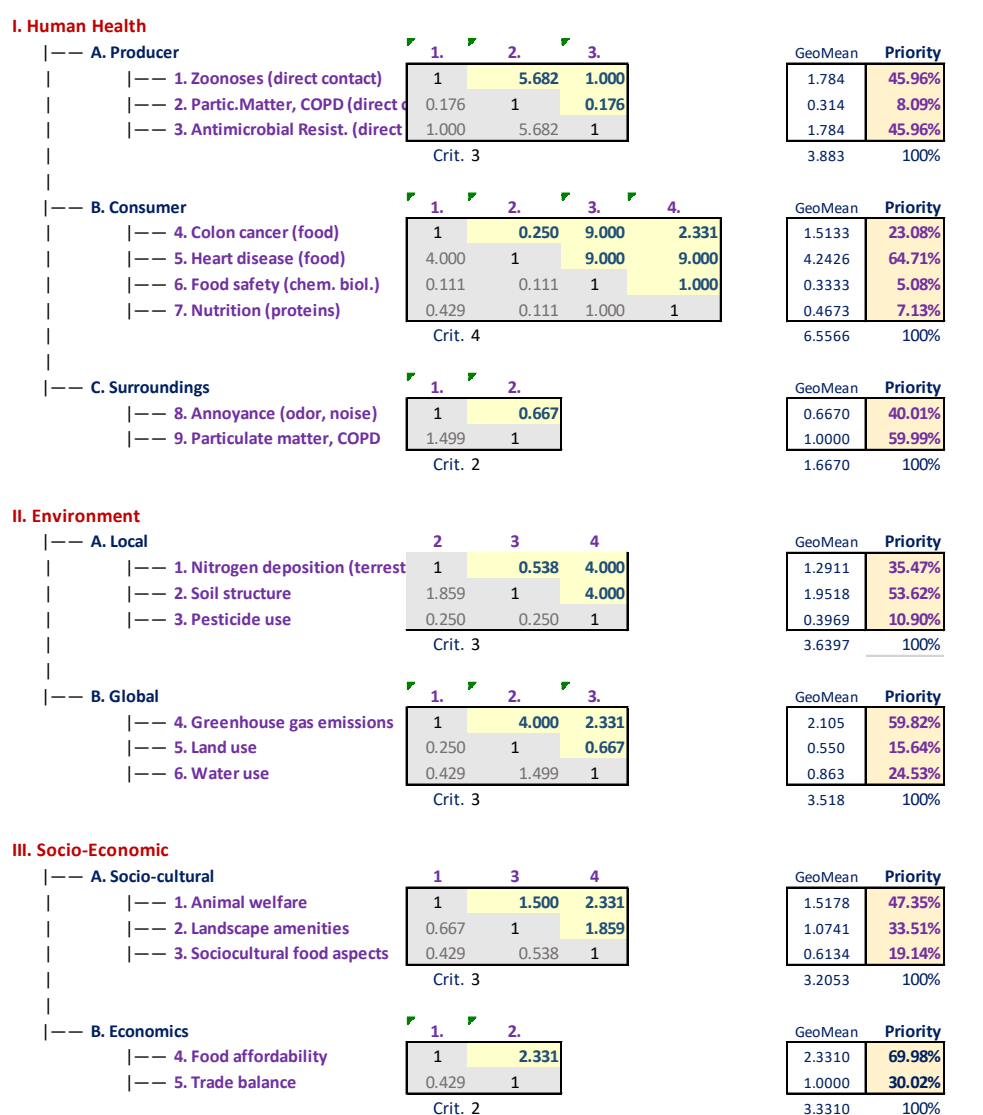 I. Human Health
|—— A. Producer 1. 2. 3. GeoMean Priority
|—— 1. Zoonoses (direct contact) 1 5.682 1.000 1.784 45.96%
|—— 2. Partic.Matter, COPD (direct c 0.176 1 0.176 0.314 8.09%
|—— 3. Antimicrobial Resist. (direct 1.000 5.682 1 1.784 45.96%
Crit. 3 3.883 100%
|—— B. Consumer 1. 2. 3. 4. GeoMean Priority
|—— 4. Colon cancer (food) 1 0.250 9.000 2.331 1.5133 23.08%
|—— 5. Heart disease (food) 4.000 1 9.000 9.000 4.2426 64.71%
|—— 6. Food safety (chem. biol.) 0.111 0.111 1 1.000 0.3333 5.08%
|—— 7. Nutrition (proteins) 0.429 0.111 1.000 1 0.4673 7.13%
Crit. 4 6.5566 100%
|—— C. Surroundings 1. 2. GeoMean Priority
|—— 8. Annoyance (odor, noise) 1 0.667 0.6670 40.01%
|—— 9. Particulate matter, COPD 1.499 1 1.0000 59.99%
Crit. 2 1.6670 100%
II. Environment
|—— A. Local 2 3 4 GeoMean Priority
|—— 1. Nitrogen deposition (terrest 1 0.538 4.000 1.2911 35.47%
|—— 2. Soil structure 1.859 1 4.000 1.9518 53.62%
|—— 3. Pesticide use 0.250 0.250 1 0.3969 10.90%
Crit. 3 3.6397 100%
|—— B. Global 1. 2. 3. GeoMean Priority
|—— 4. Greenhouse gas emissions 1 4.000 2.331 2.105 59.82%
|—— 5. Land use 0.250 1 0.667 0.550 15.64%
|—— 6. Water use 0.429 1.499 1 0.863 24.53%
Crit. 3 3.518 100%
III. Socio-Economic
|—— A. Socio-cultural 1 3 4 GeoMean Priority
|—— 1. Animal welfare 1 1.500 2.331 1.5178 47.35%
|—— 2. Landscape amenities 0.667 1 1.859 1.0741 33.51%
|—— 3. Sociocultural food aspects 0.429 0.538 1 0.6134 19.14%
Crit. 3 3.2053 100%
|—— B. Economics 1. 2. GeoMean Priority
|—— 4. Food affordability 1 2.331 2.3310 69.98%
|—— 5. Trade balance 0.429 1 1.0000 30.02%
Crit. 2 3.3310 100%